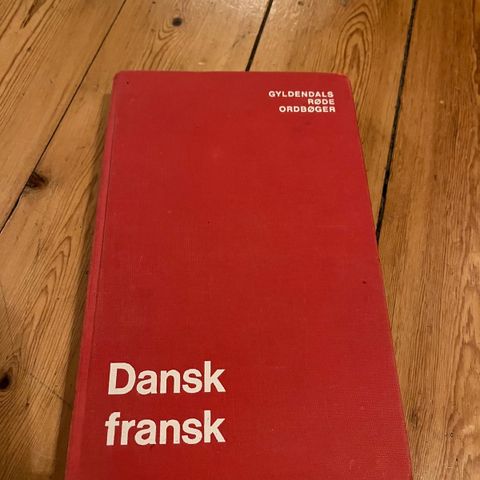 GYLDENDALS
RØDE
ORDBØGER
Dansk
fransk